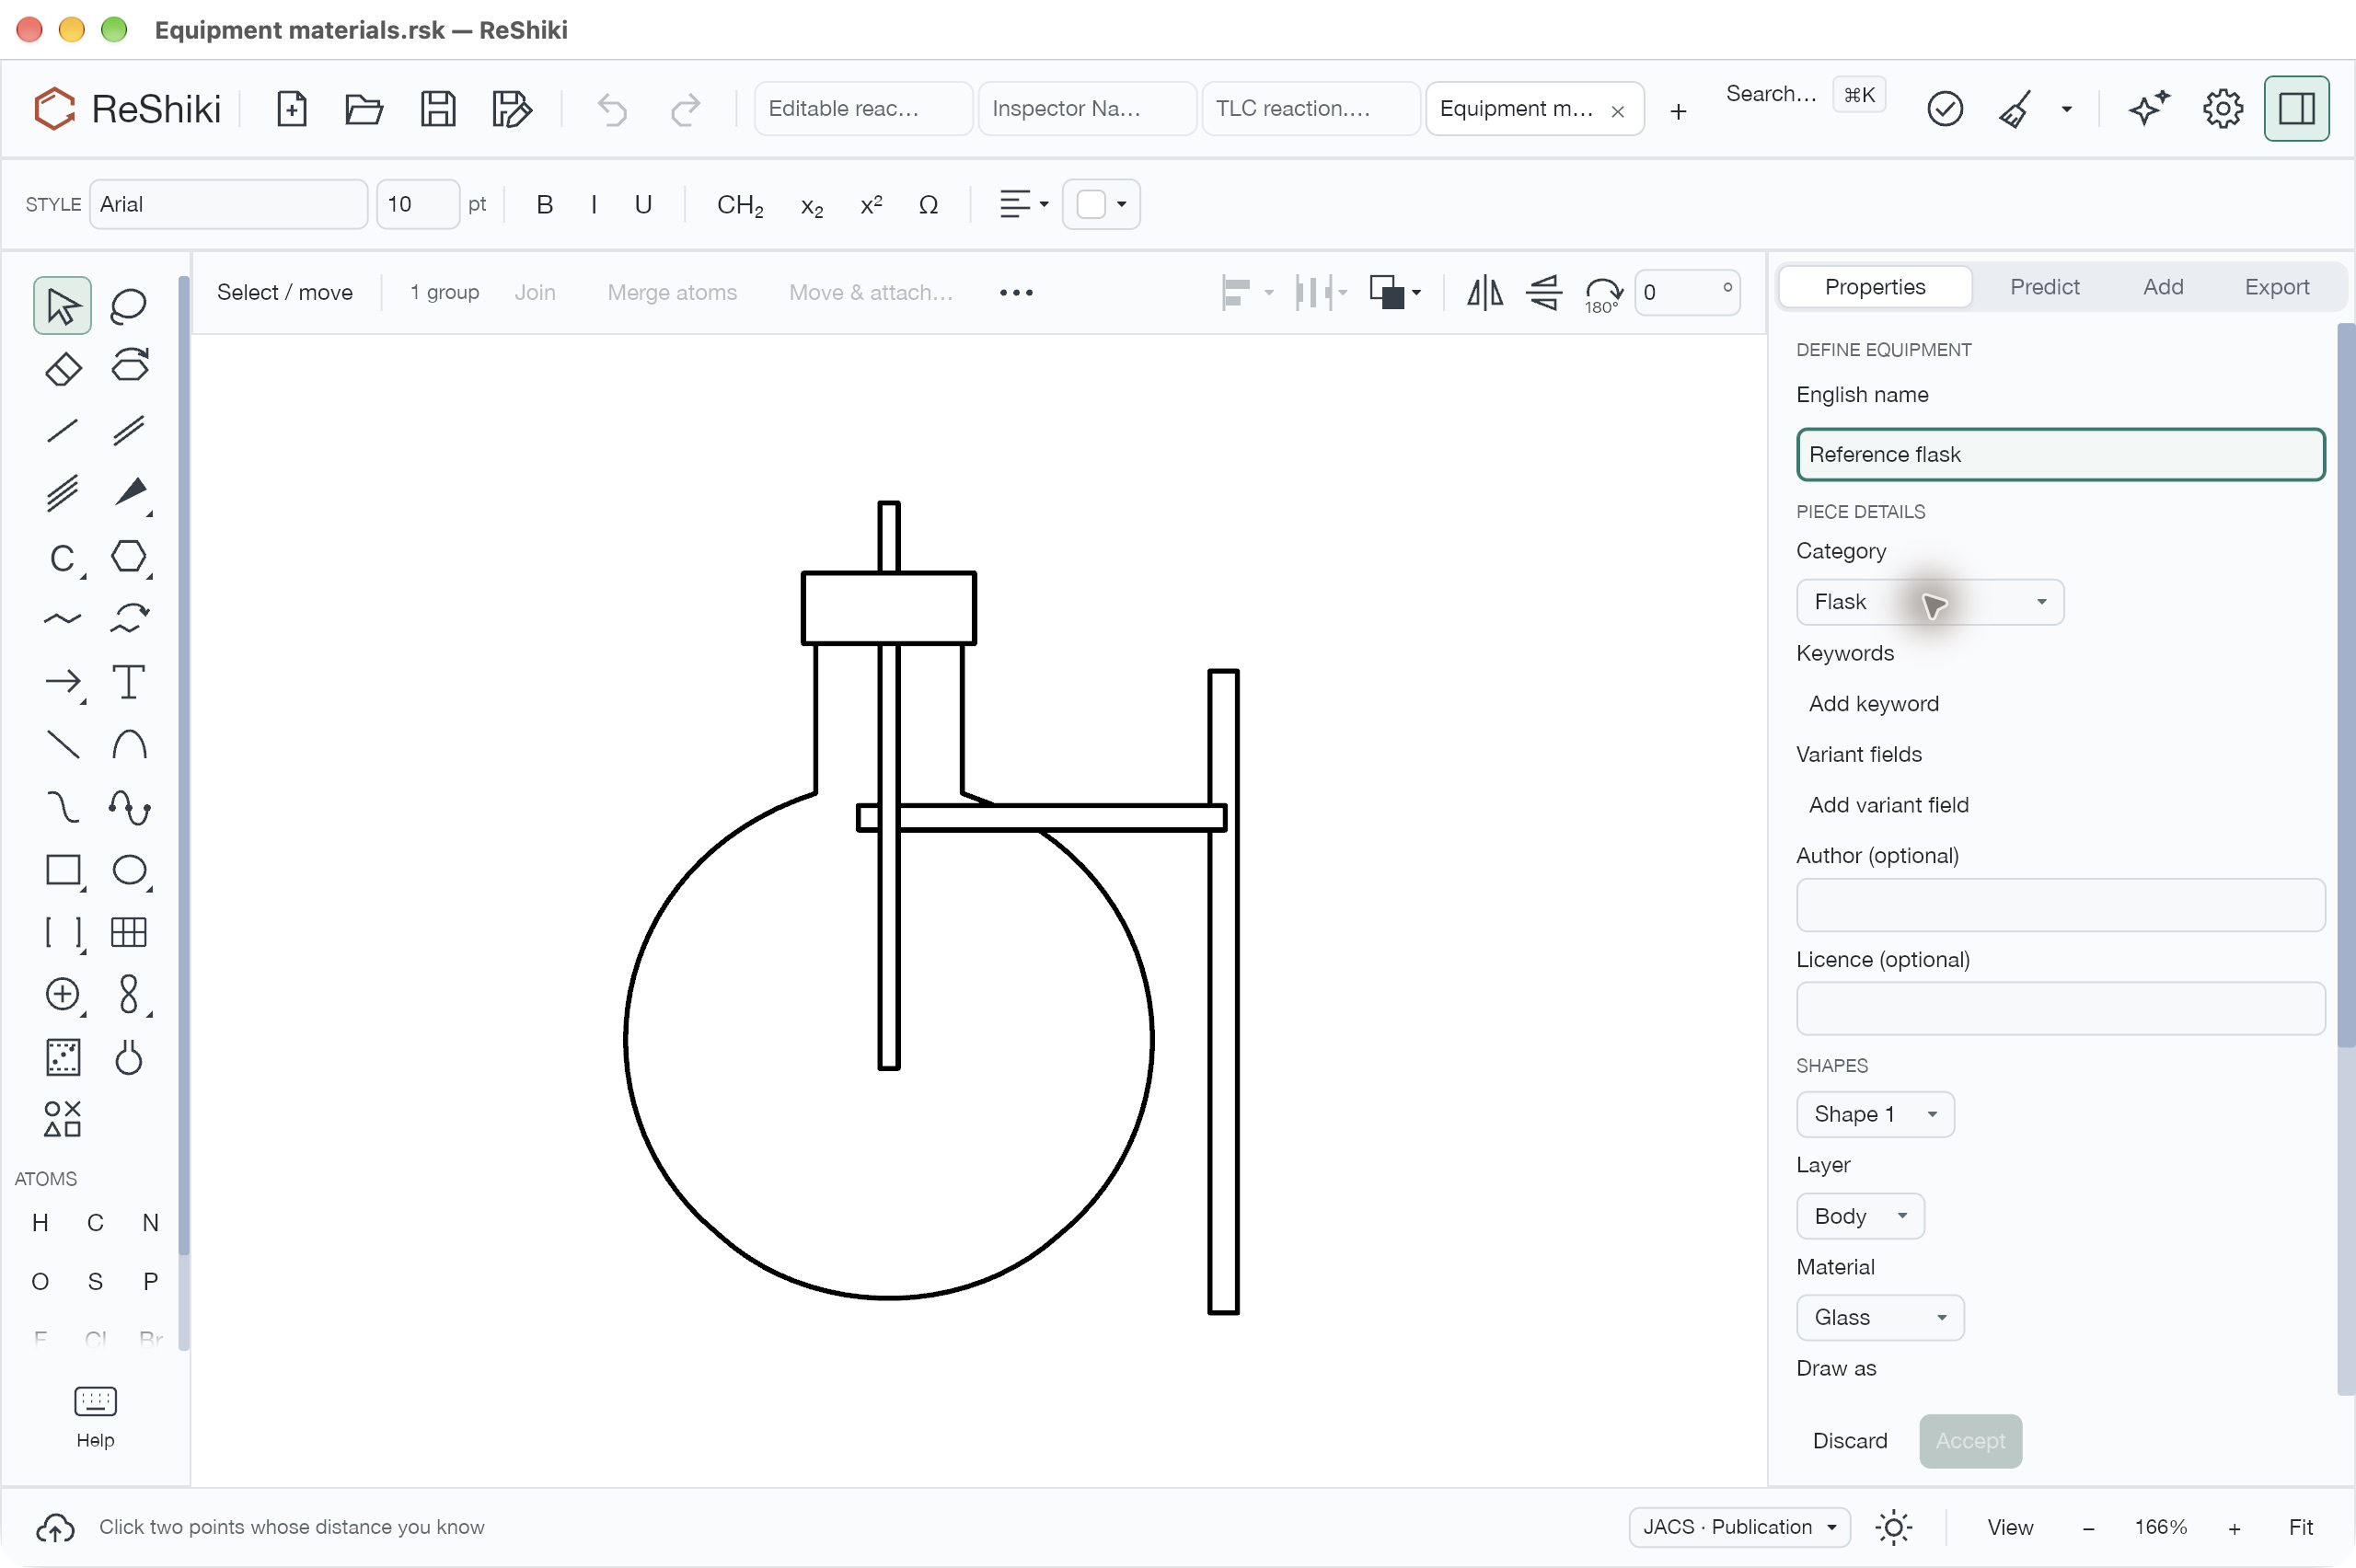 Equipment materials.rsk — ReShiki
ReShiki
Editable reac...
Inspector Na...
TLC reaction....
Equipment m...
Search...
⌘K
STYLE
Arial
10
pt
B
I
U
CH₂
x₂
x²
Ω
Select / move
1 group
Join
Merge atoms
Move & attach...
180°
0
°
Properties
Predict
Add
Export
DEFINE EQUIPMENT
English name
Reference flask
PIECE DETAILS
Category
Flask
Keywords
Add keyword
Variant fields
Add variant field
Author (optional)
Licence (optional)
SHAPES
Shape 1
Layer
Body
Material
Glass
Draw as
Discard
Accept
C
T
ATOMS
H C N
O S P
F Cl Br
Help
Click two points whose distance you know
JACS · Publication
View
−
166%
+
Fit